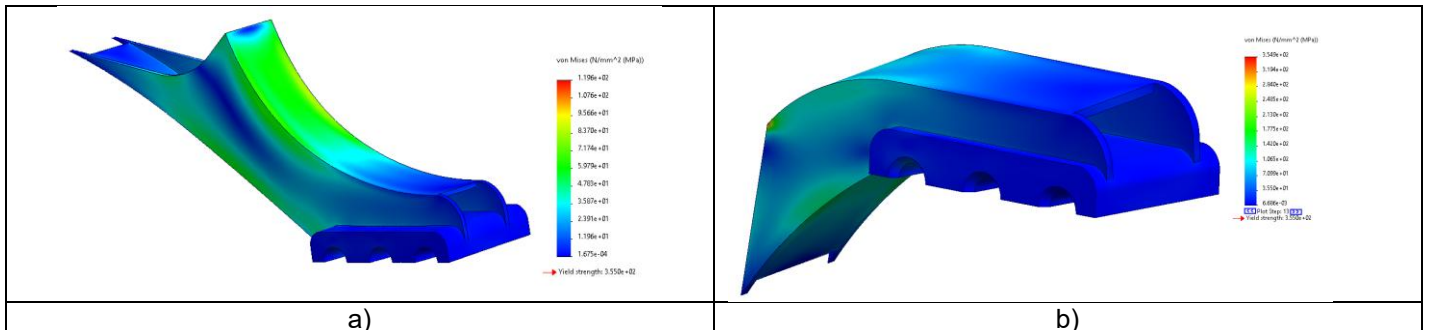 von Mises (N/mm^2 (MPa))
1.196e+02
1.076e+02
9.566e+01
8.370e+01
7.174e+01
5.979e+01
4.783e+01
3.587e+01
2.391e+01
1.196e+01
1.675e-04
Yield strength: 3.550e+02
von Mises (N/mm^2 (MPa))
3.549e+02
3.194e+02
2.840e+02
2.485e+02
2.130e+02
1.775e+02
1.420e+02
1.065e+02
7.099e+01
3.550e+01
6.686e-03
Plot Step: 13
Yield strength: 3.550e+02
a)
b)